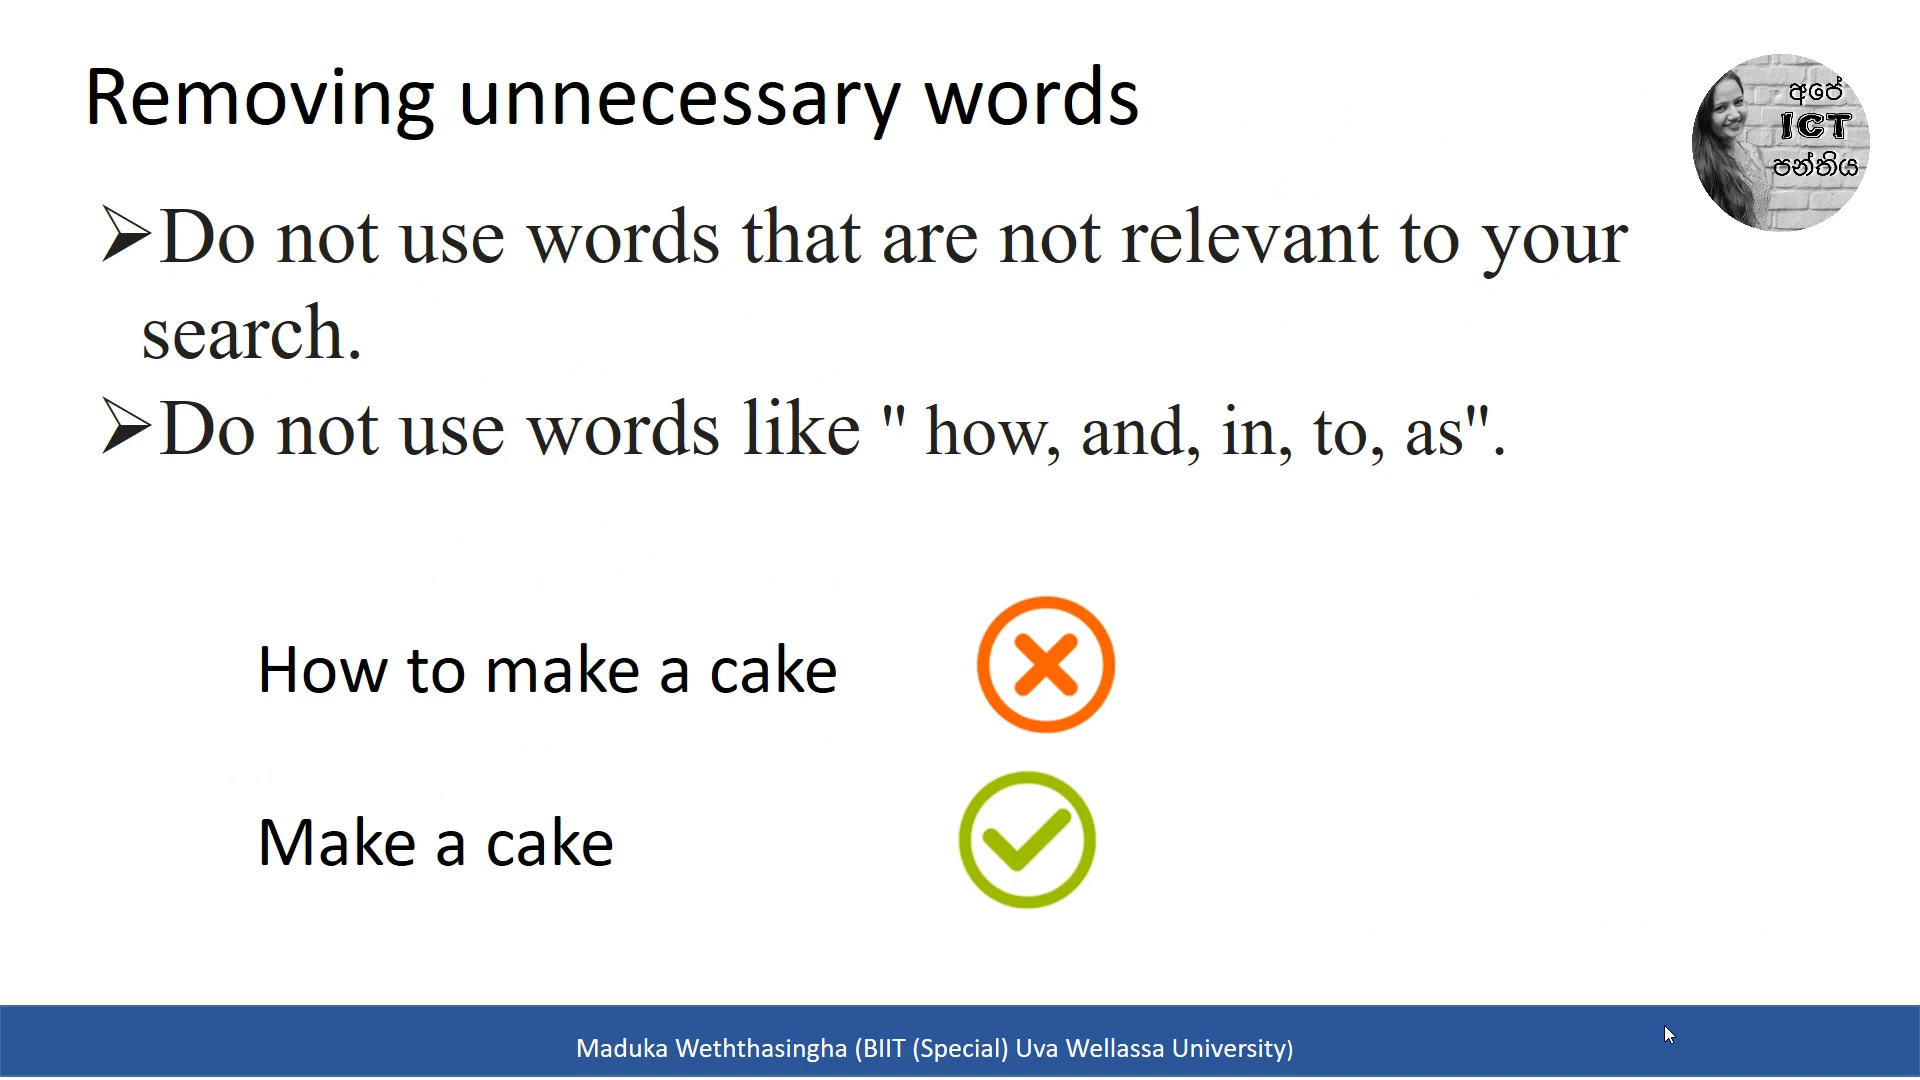 Removing unnecessary words
අපේ
ICT
පන්තිය
➢Do not use words that are not relevant to your
search.
➢Do not use words like " how, and, in, to, as".
How to make a cake
Make a cake
Maduka Weththasingha (BIIT (Special) Uva Wellassa University)